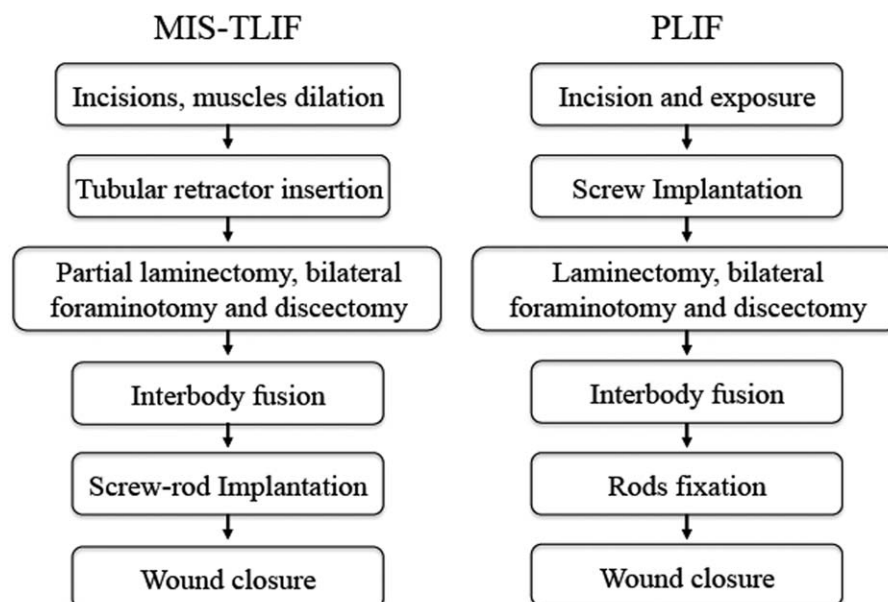 MIS-TLIF
Incisions, muscles dilation
Tubular retractor insertion
Partial laminectomy, bilateral
foraminotomy and discectomy
Interbody fusion
Screw-rod Implantation
Wound closure
PLIF
Incision and exposure
Screw Implantation
Laminectomy, bilateral
foraminotomy and discectomy
Interbody fusion
Rods fixation
Wound closure